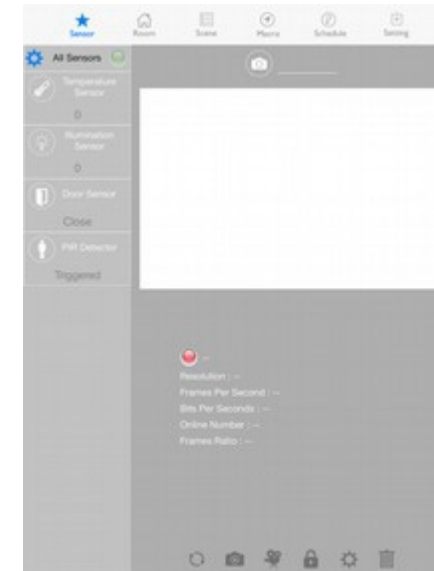 Sensor
Room
Scene
Macro
Schedule
Setting
All Sensors
Temperature
Sensor
0
Illumination
Sensor
0
Door Sensor
Close
PIR Detector
Triggered
--
Resolution : --
Frames Per Second : --
Bits Per Seconds : --
Online Number : --
Frames Ratio : --